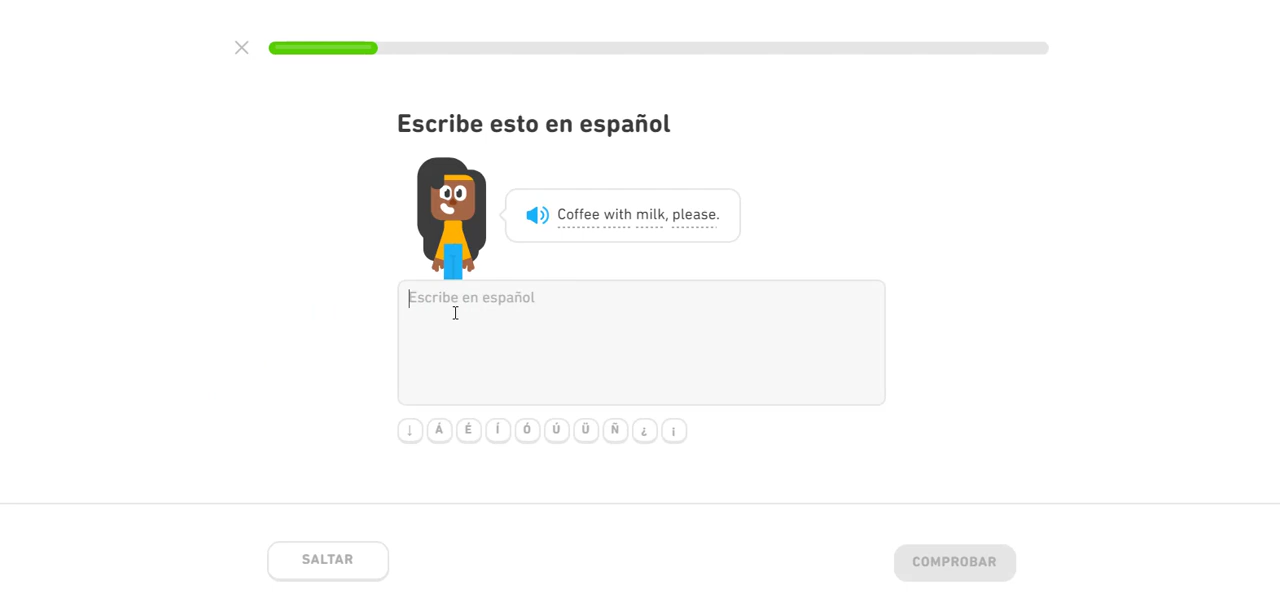 Escribe esto en español
Coffee with milk, please.
Escribe en español
↓ Á É Í Ó Ú Ü Ñ ¿ ¡
SALTAR
COMPROBAR